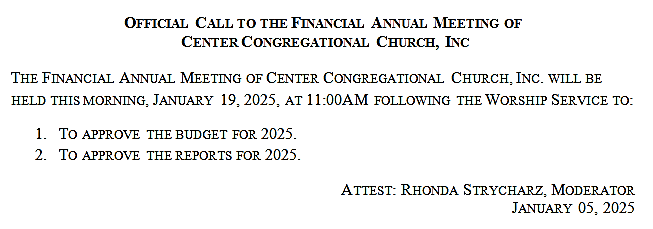 OFFICIAL CALL TO THE FINANCIAL ANNUAL MEETING OF
CENTER CONGREGATIONAL CHURCH, INC
THE FINANCIAL ANNUAL MEETING OF CENTER CONGREGATIONAL CHURCH, INC. WILL BE
HELD THIS MORNING, JANUARY 19, 2025, AT 11:00AM FOLLOWING THE WORSHIP SERVICE TO:
1. TO APPROVE THE BUDGET FOR 2025.
2. TO APPROVE THE REPORTS FOR 2025.
ATTEST: RHONDA STRYCHARZ, MODERATOR
JANUARY 05, 2025